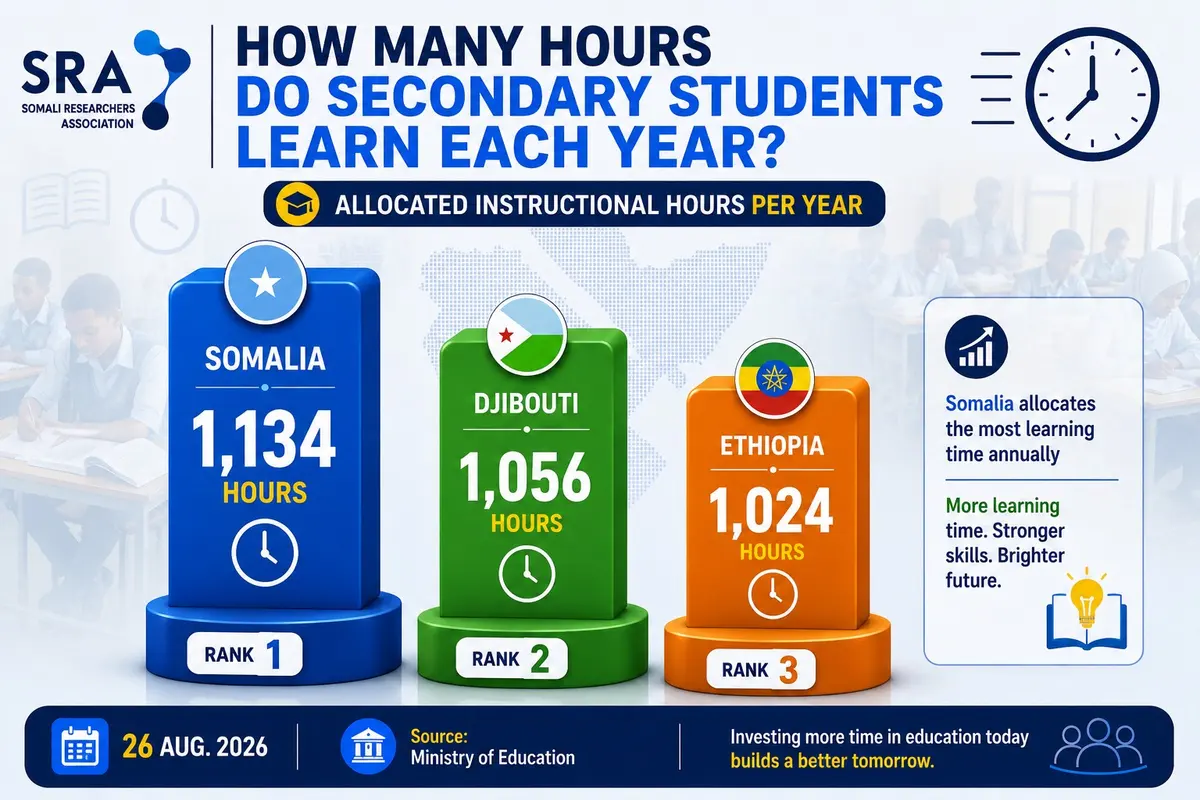 SRA
SOMALI RESEARCHERS
ASSOCIATION
HOW MANY HOURS
DO SECONDARY STUDENTS
LEARN EACH YEAR?
ALLOCATED INSTRUCTIONAL HOURS PER YEAR
SOMALIA
1,134
HOURS
RANK 1
DJIBOUTI
1,056
HOURS
RANK 2
ETHIOPIA
1,024
HOURS
RANK 3
Somalia allocates
the most learning
time annually
More learning
time. Stronger
skills. Brighter
future.
26 AUG. 2026
Source:
Ministry of Education
Investing more time in education today
builds a better tomorrow.